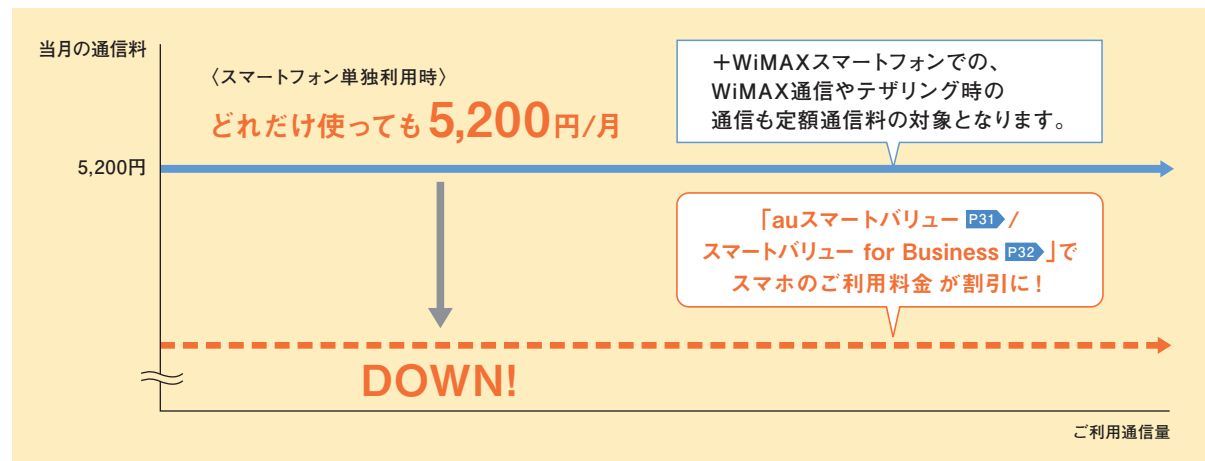 当月の通信料
〈スマートフォン単独利用時〉
どれだけ使っても5,200円/月
+WiMAXスマートフォンでの、
WiMAX通信やテザリング時の
通信も定額通信料の対象となります。
5,200円
「auスマートバリュー P31 /
スマートバリュー for Business P32 」で
スマホのご利用料金 が割引に!
DOWN!
ご利用通信量